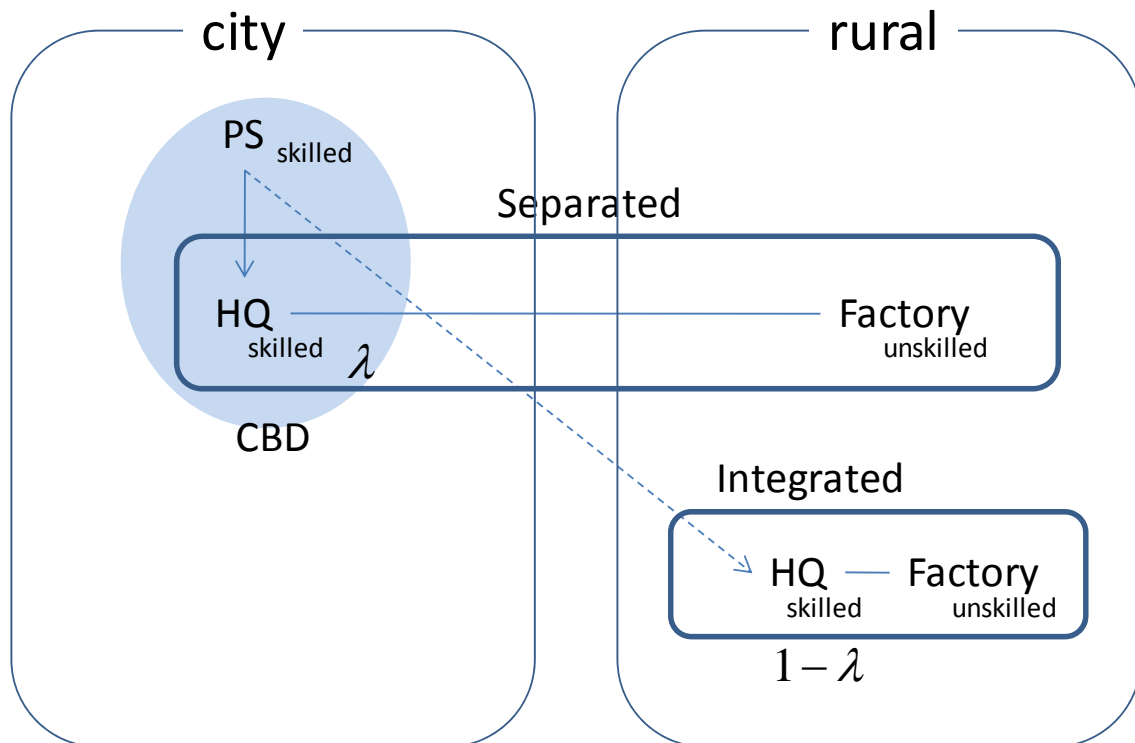 city
rural
PS skilled
Separated
HQ skilled
λ
Factory unskilled
CBD
Integrated
HQ skilled
Factory unskilled
1 − λ